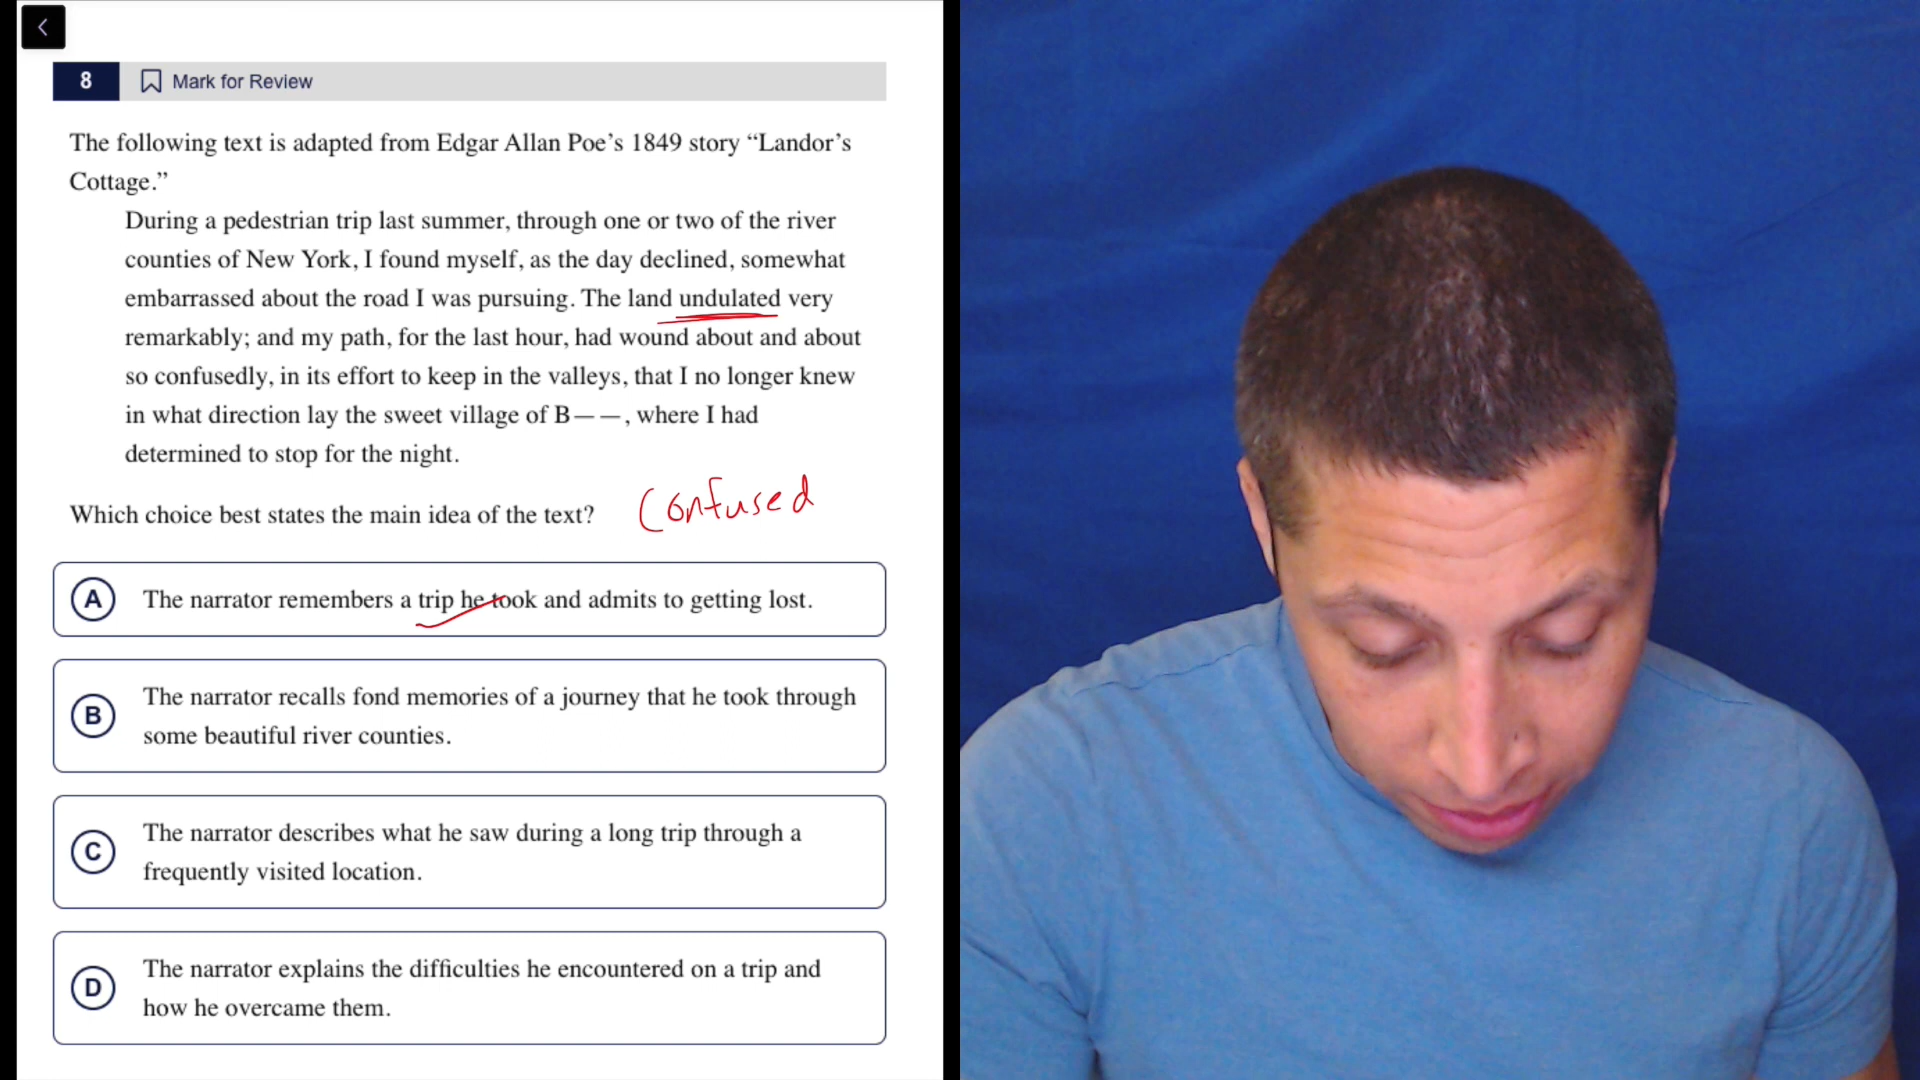 8 Mark for Review
The following text is adapted from Edgar Allan Poe’s 1849 story “Landor’s
Cottage.”
During a pedestrian trip last summer, through one or two of the river
counties of New York, I found myself, as the day declined, somewhat
embarrassed about the road I was pursuing. The land undulated very
remarkably; and my path, for the last hour, had wound about and about
so confusedly, in its effort to keep in the valleys, that I no longer knew
in what direction lay the sweet village of B——, where I had
determined to stop for the night.
Which choice best states the main idea of the text? Confused
A The narrator remembers a trip he took and admits to getting lost.
B The narrator recalls fond memories of a journey that he took through
some beautiful river counties.
C The narrator describes what he saw during a long trip through a
frequently visited location.
D The narrator explains the difficulties he encountered on a trip and
how he overcame them.